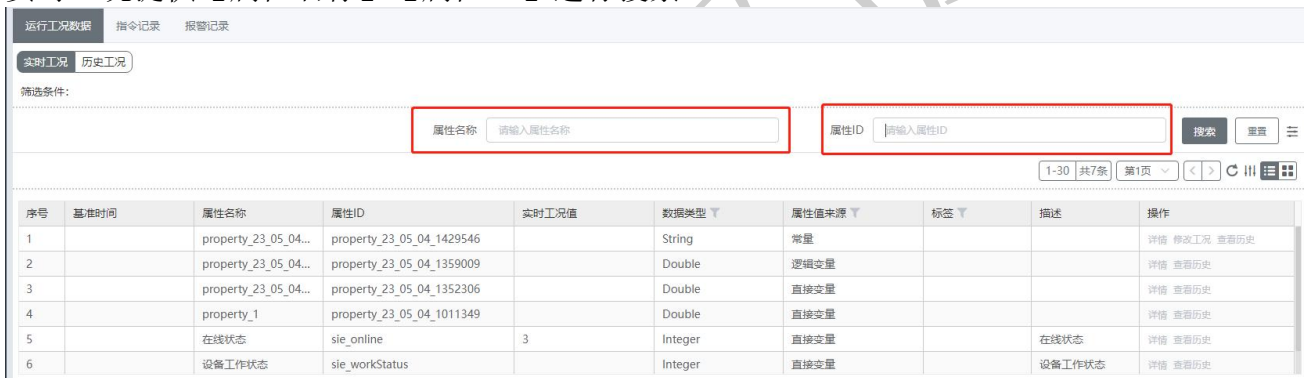 运行工况数据 指令记录 报警记录
实时工况 历史工况
筛选条件：
属性名称 请输入属性名称 属性ID 请输入属性ID 搜索 重置
1-30 共7条 第1页
序号 基准时间 属性名称 属性ID 实时工况值 数据类型 属性值来源 标签 描述 操作
1 property_23_05_04... property_23_05_04_1429546 String 常量 详情 修改工况 查看历史
2 property_23_05_04... property_23_05_04_1359009 Double 逻辑变量 详情 查看历史
3 property_23_05_04... property_23_05_04_1352306 Double 直接变量 详情 查看历史
4 property_1 property_23_05_04_1011349 Double 直接变量 详情 查看历史
5 在线状态 sie_online 3 Integer 直接变量 在线状态 详情 查看历史
6 设备工作状态 sie_workStatus Integer 直接变量 设备工作状态 详情 查看历史